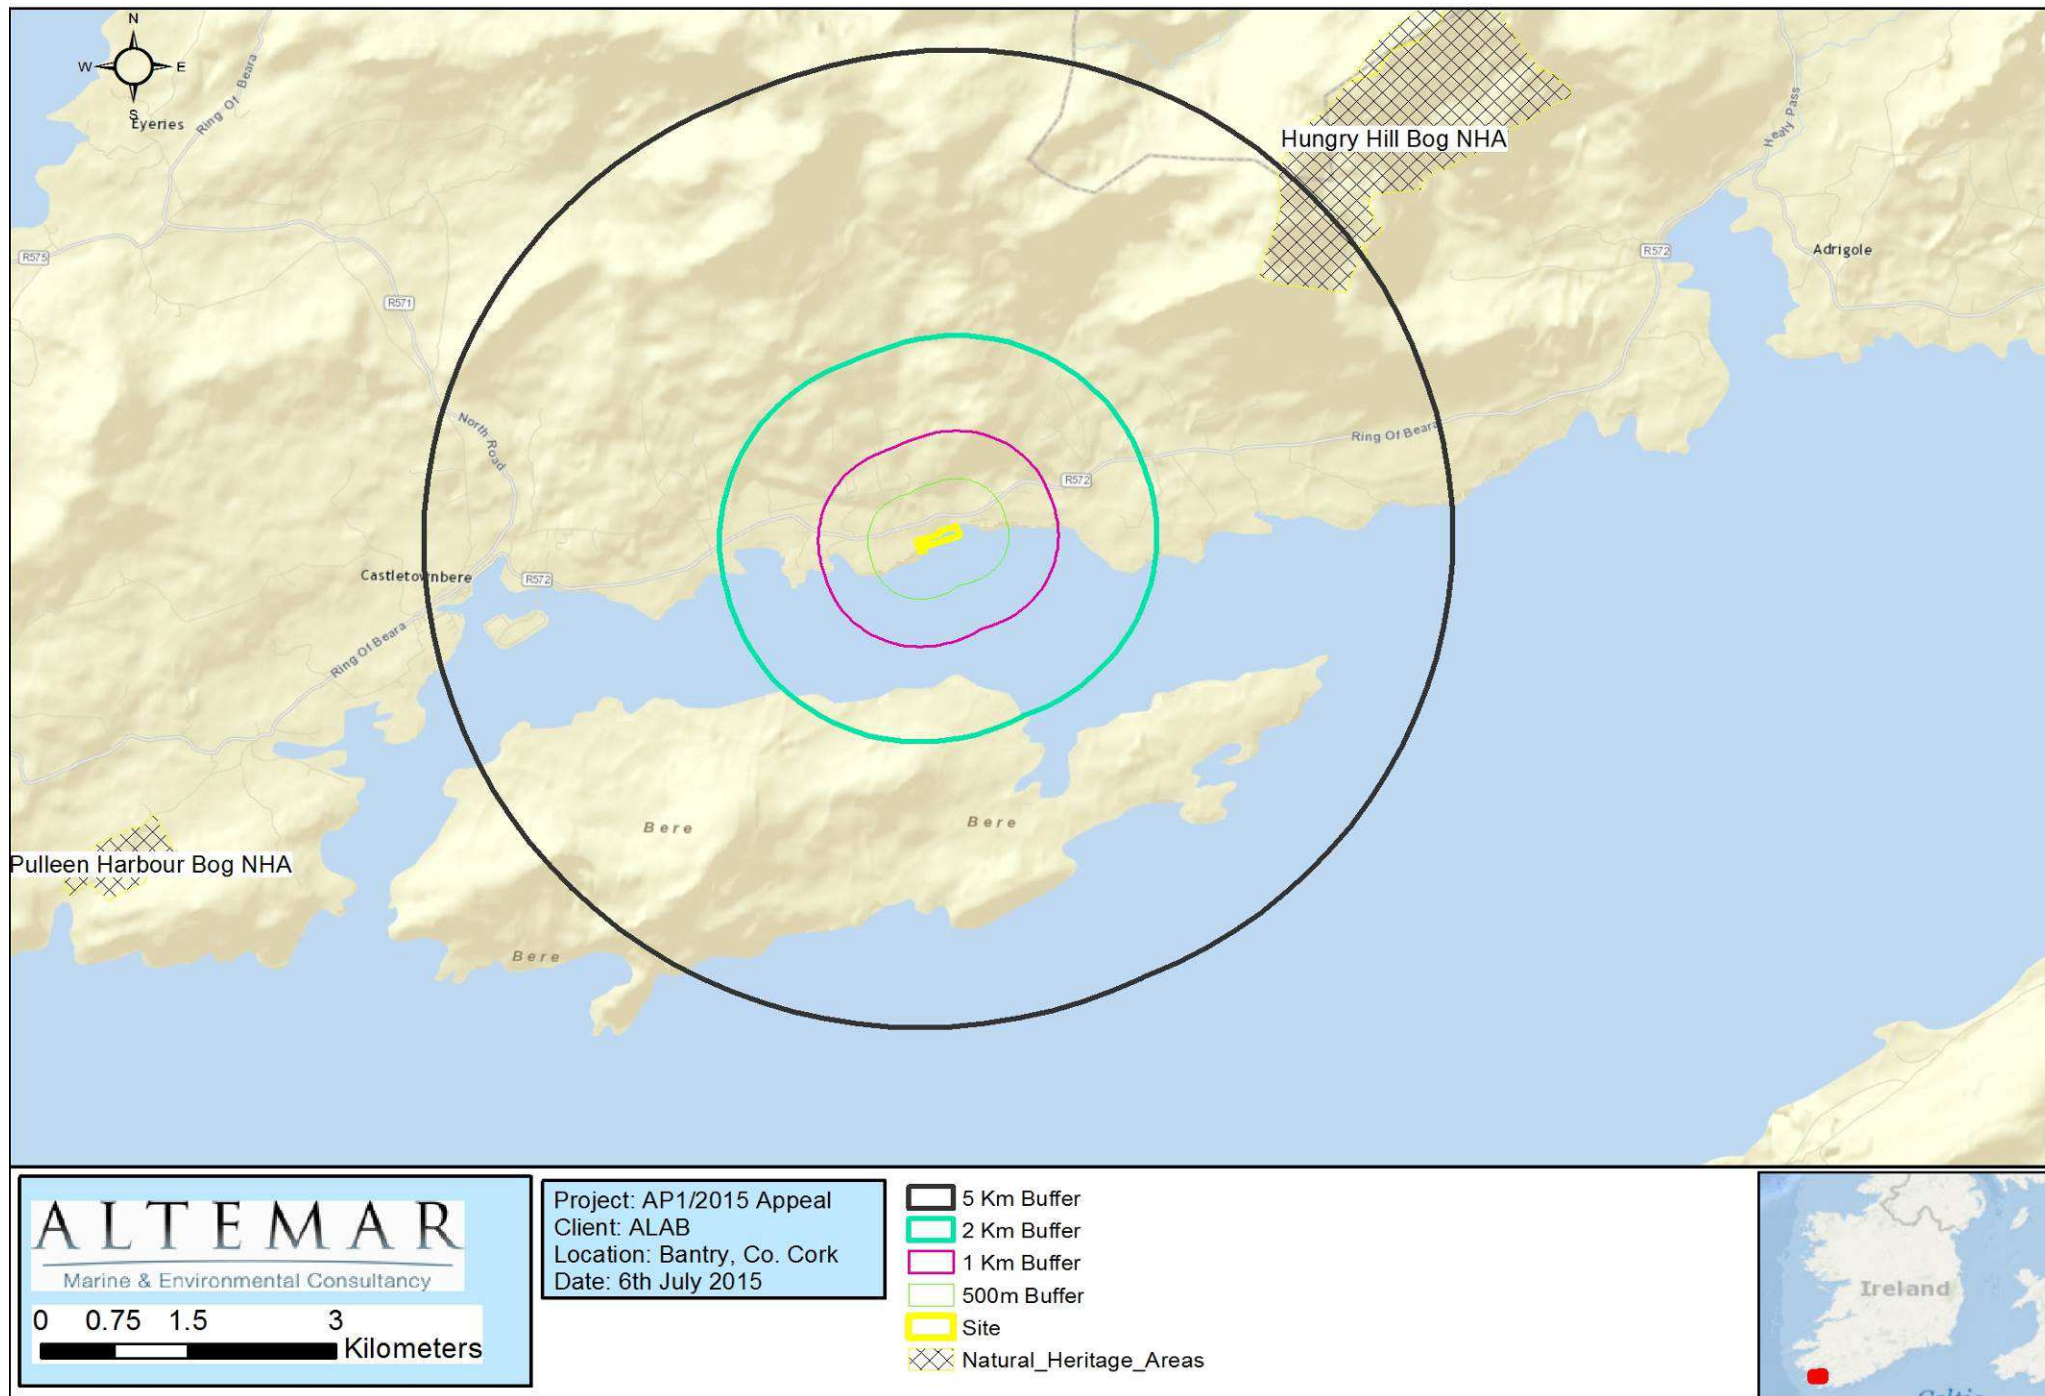 N
W E
S
Eyeries
Ring Of Beara
Hungry Hill Bog NHA
Healy Pass
R575
R572
Adrigole
R571
North Road
Ring Of Beara
R572
Castletownbere
R572
Ring Of Beara
Bere
Bere
Pulleen Harbour Bog NHA
Bere
ALTEMAR
Marine & Environmental Consultancy
0 0.75 1.5 3
Kilometers
Project: AP1/2015 Appeal
Client: ALAB
Location: Bantry, Co. Cork
Date: 6th July 2015
5 Km Buffer
2 Km Buffer
1 Km Buffer
500m Buffer
Site
Natural_Heritage_Areas
Ireland